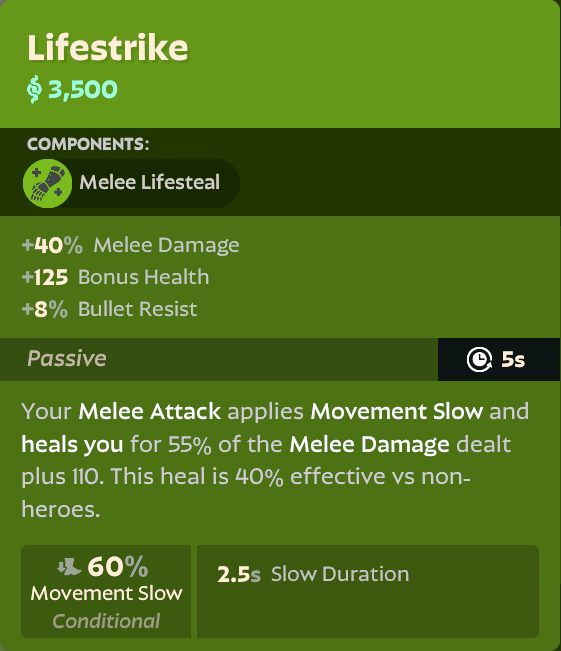 Lifestrike
3,500
COMPONENTS:
Melee Lifesteal
+40% Melee Damage
+125 Bonus Health
+8% Bullet Resist
Passive 5s
Your Melee Attack applies Movement Slow and
heals you for 55% of the Melee Damage dealt
plus 110. This heal is 40% effective vs non-
heroes.
60%
Movement Slow
Conditional
2.5s Slow Duration